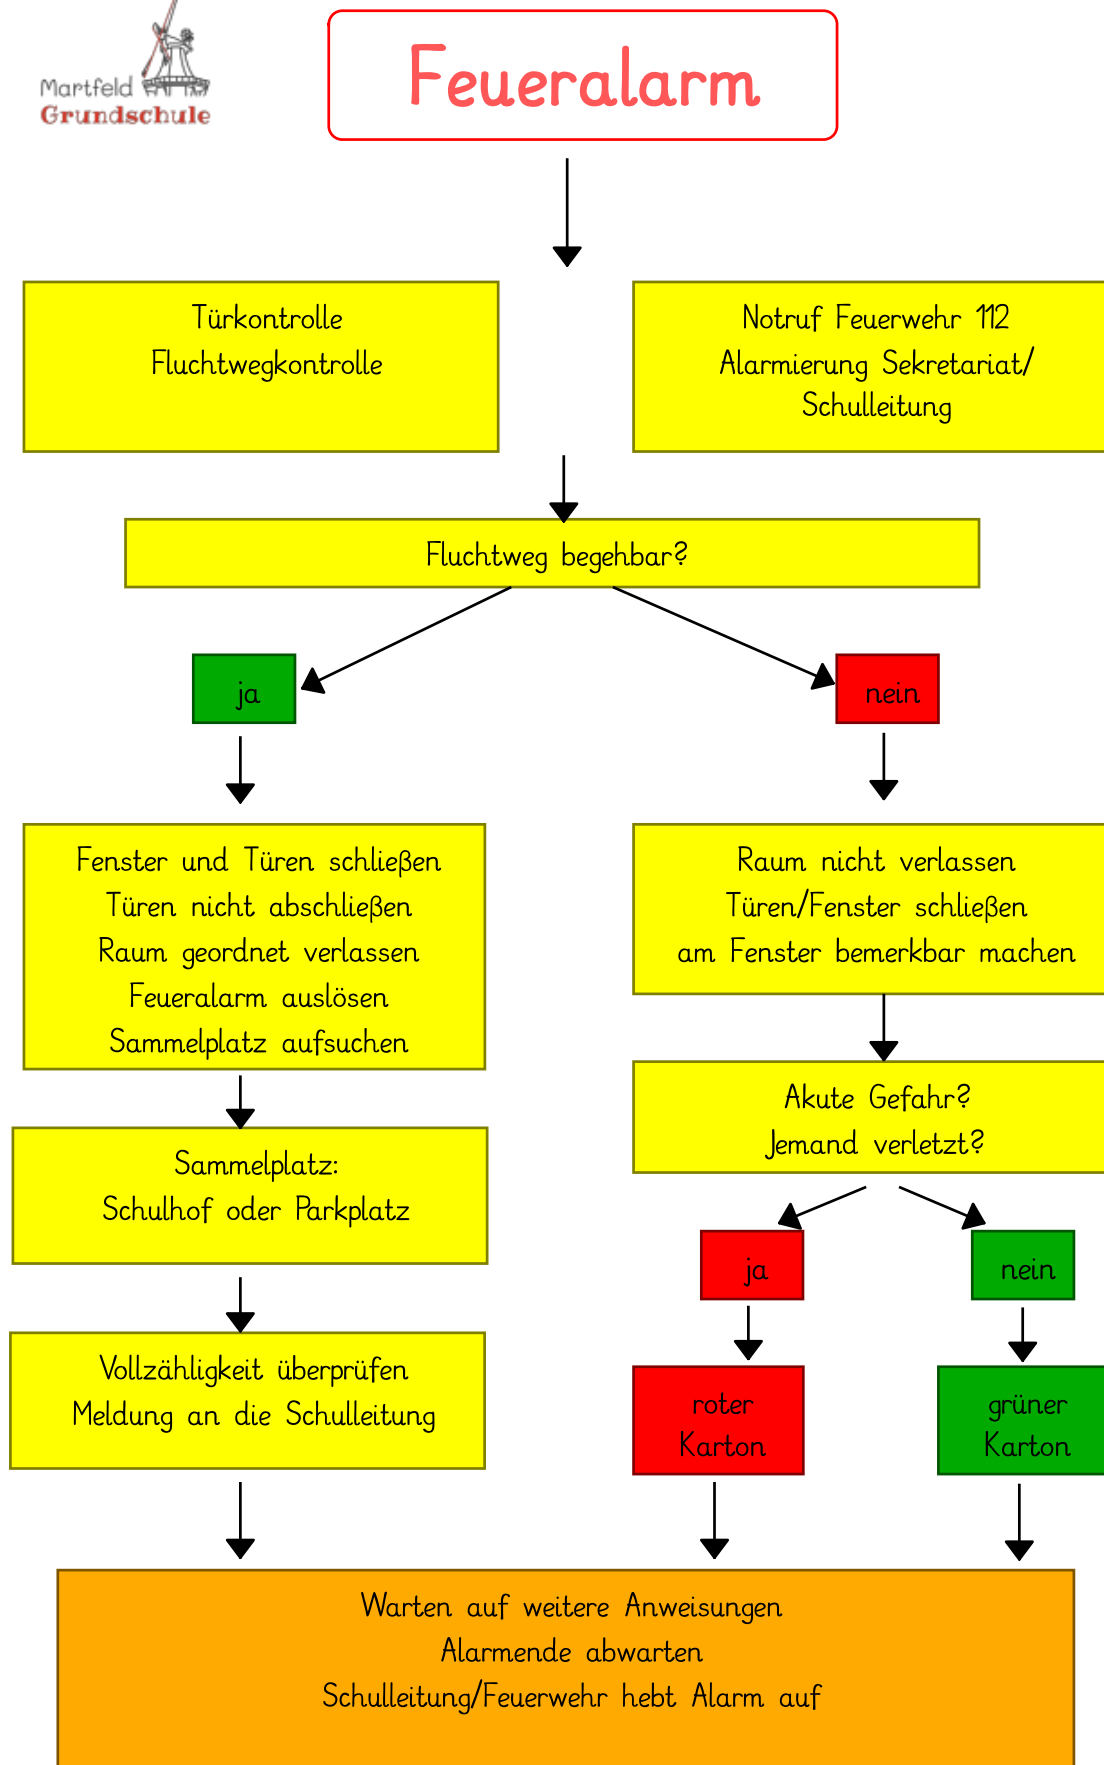 Martfeld
Grundschule
Feueralarm
Türkontrolle
Fluchtwegkontrolle
Notruf Feuerwehr 112
Alarmierung Sekretariat/
Schulleitung
Fluchtweg begehbar?
ja
nein
Fenster und Türen schließen
Türen nicht abschließen
Raum geordnet verlassen
Feueralarm auslösen
Sammelplatz aufsuchen
Raum nicht verlassen
Türen/Fenster schließen
am Fenster bemerkbar machen
Akute Gefahr?
Jemand verletzt?
Sammelplatz:
Schulhof oder Parkplatz
ja
nein
Vollzähligkeit überprüfen
Meldung an die Schulleitung
roter
Karton
grüner
Karton
Warten auf weitere Anweisungen
Alarmende abwarten
Schulleitung/Feuerwehr hebt Alarm auf